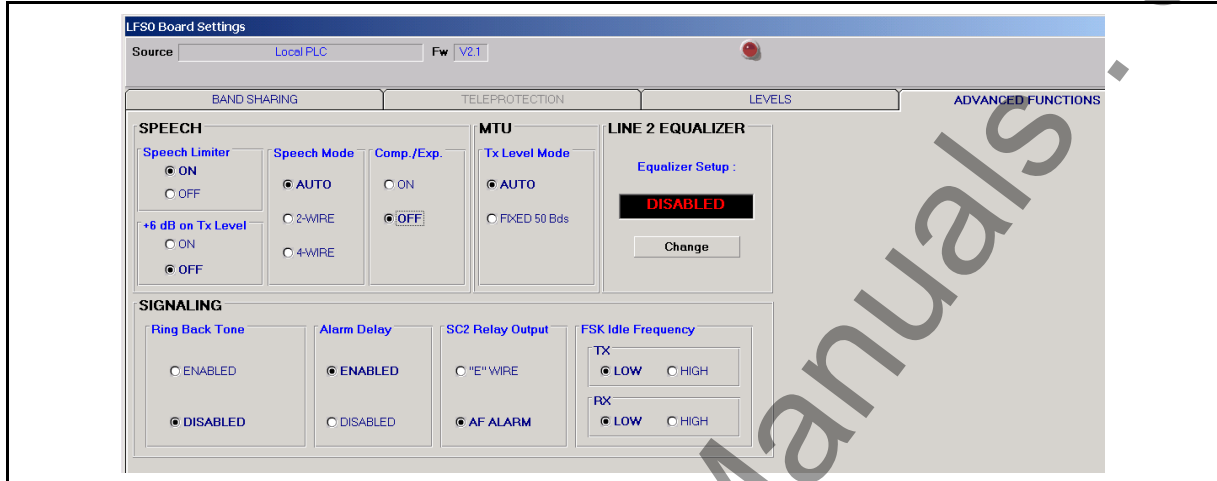 LFS0 Board Settings
Source Local PLC Fw V2.1
BAND SHARING TELEPROTECTION LEVELS ADVANCED FUNCTIONS
SPEECH
Speech Limiter
ON
OFF
+6 dB on Tx Level
ON
OFF
Speech Mode
AUTO
2-WIRE
4-WIRE
Comp./Exp.
ON
OFF
MTU
Tx Level Mode
AUTO
FIXED 50 Bds
LINE 2 EQUALIZER
Equalizer Setup :
DISABLED
Change
SIGNALING
Ring Back Tone
ENABLED
DISABLED
Alarm Delay
ENABLED
DISABLED
SC2 Relay Output
"E" WIRE
AF ALARM
FSK Idle Frequency
TX
LOW HIGH
RX
LOW HIGH
Manuals.